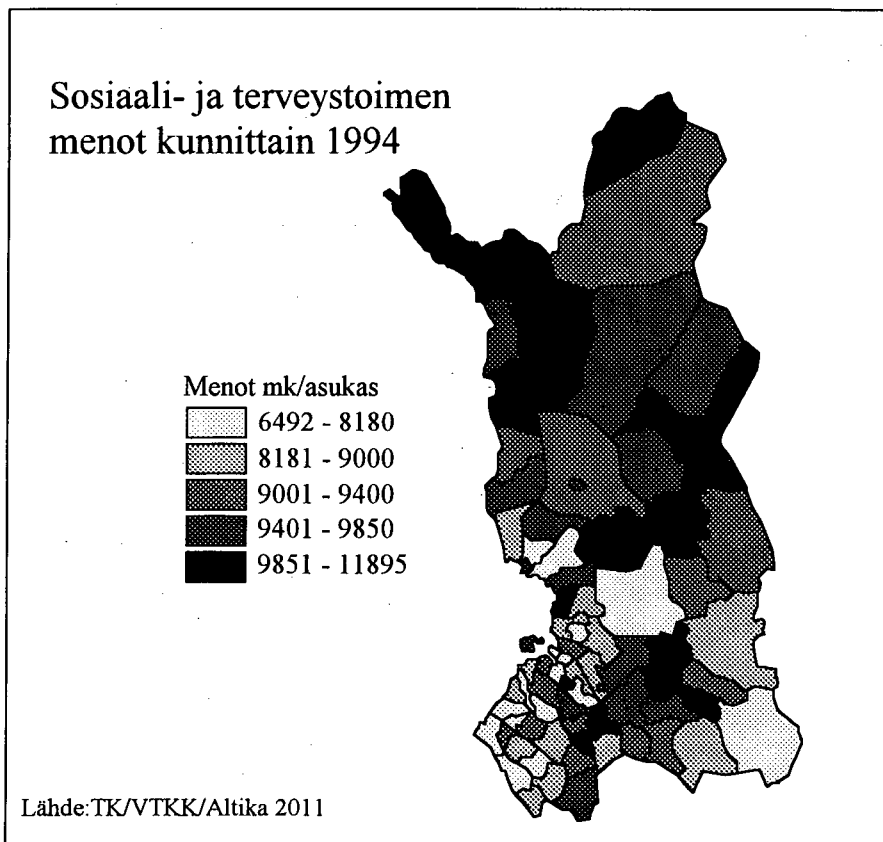 Sosiaali- ja terveystoimen
menot kunnittain 1994
Menot mk/asukas
6492 - 8180
8181 - 9000
9001 - 9400
9401 - 9850
9851 - 11895
Lähde:TK/VTKK/Altika 2011